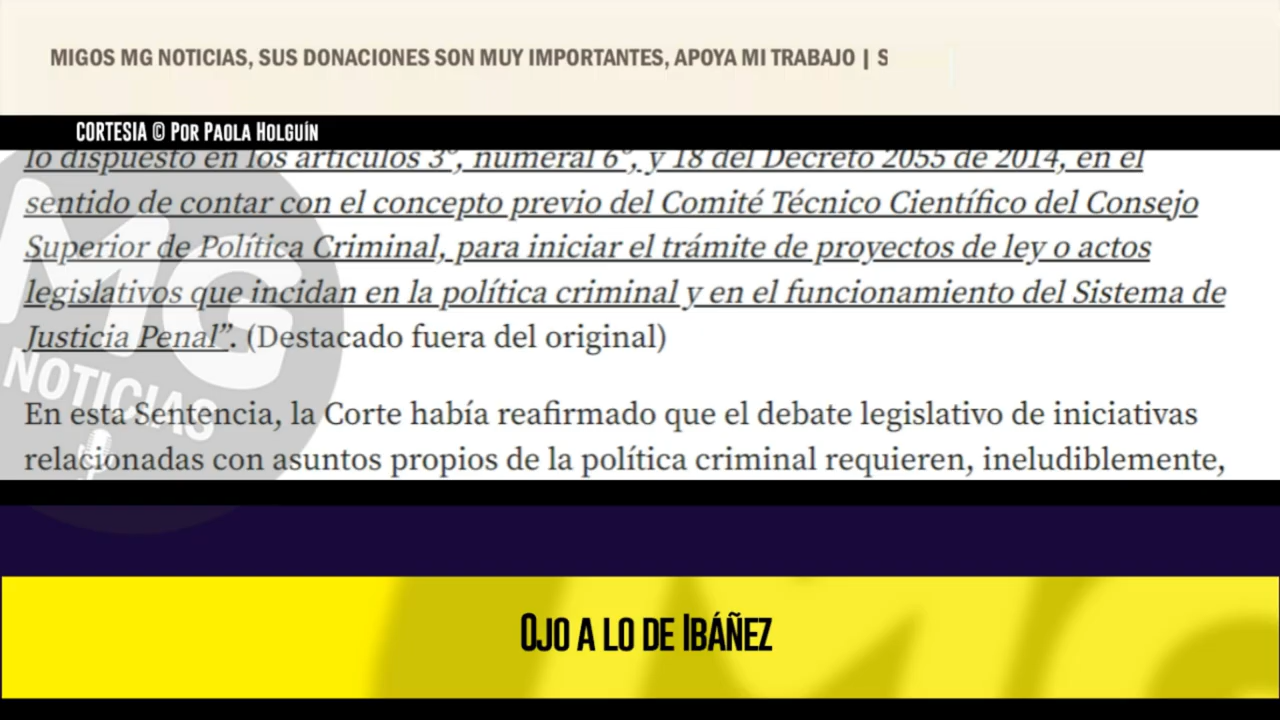 MIGOS MG NOTICIAS, SUS DONACIONES SON MUY IMPORTANTES, APOYA MI TRABAJO | S
CORTESIA © POR PAOLA HOLGUÍN
lo dispuesto en los artículos 3º, numeral 6º, y 18 del Decreto 2055 de 2014, en el
sentido de contar con el concepto previo del Comité Técnico Científico del Consejo
Superior de Política Criminal, para iniciar el trámite de proyectos de ley o actos
legislativos que incidan en la política criminal y en el funcionamiento del Sistema de
Justicia Penal”. (Destacado fuera del original)
En esta Sentencia, la Corte había reafirmado que el debate legislativo de iniciativas
relacionadas con asuntos propios de la política criminal requieren, ineludiblemente,
MG
NOTICIAS
OJO A LO DE IBÁÑEZ